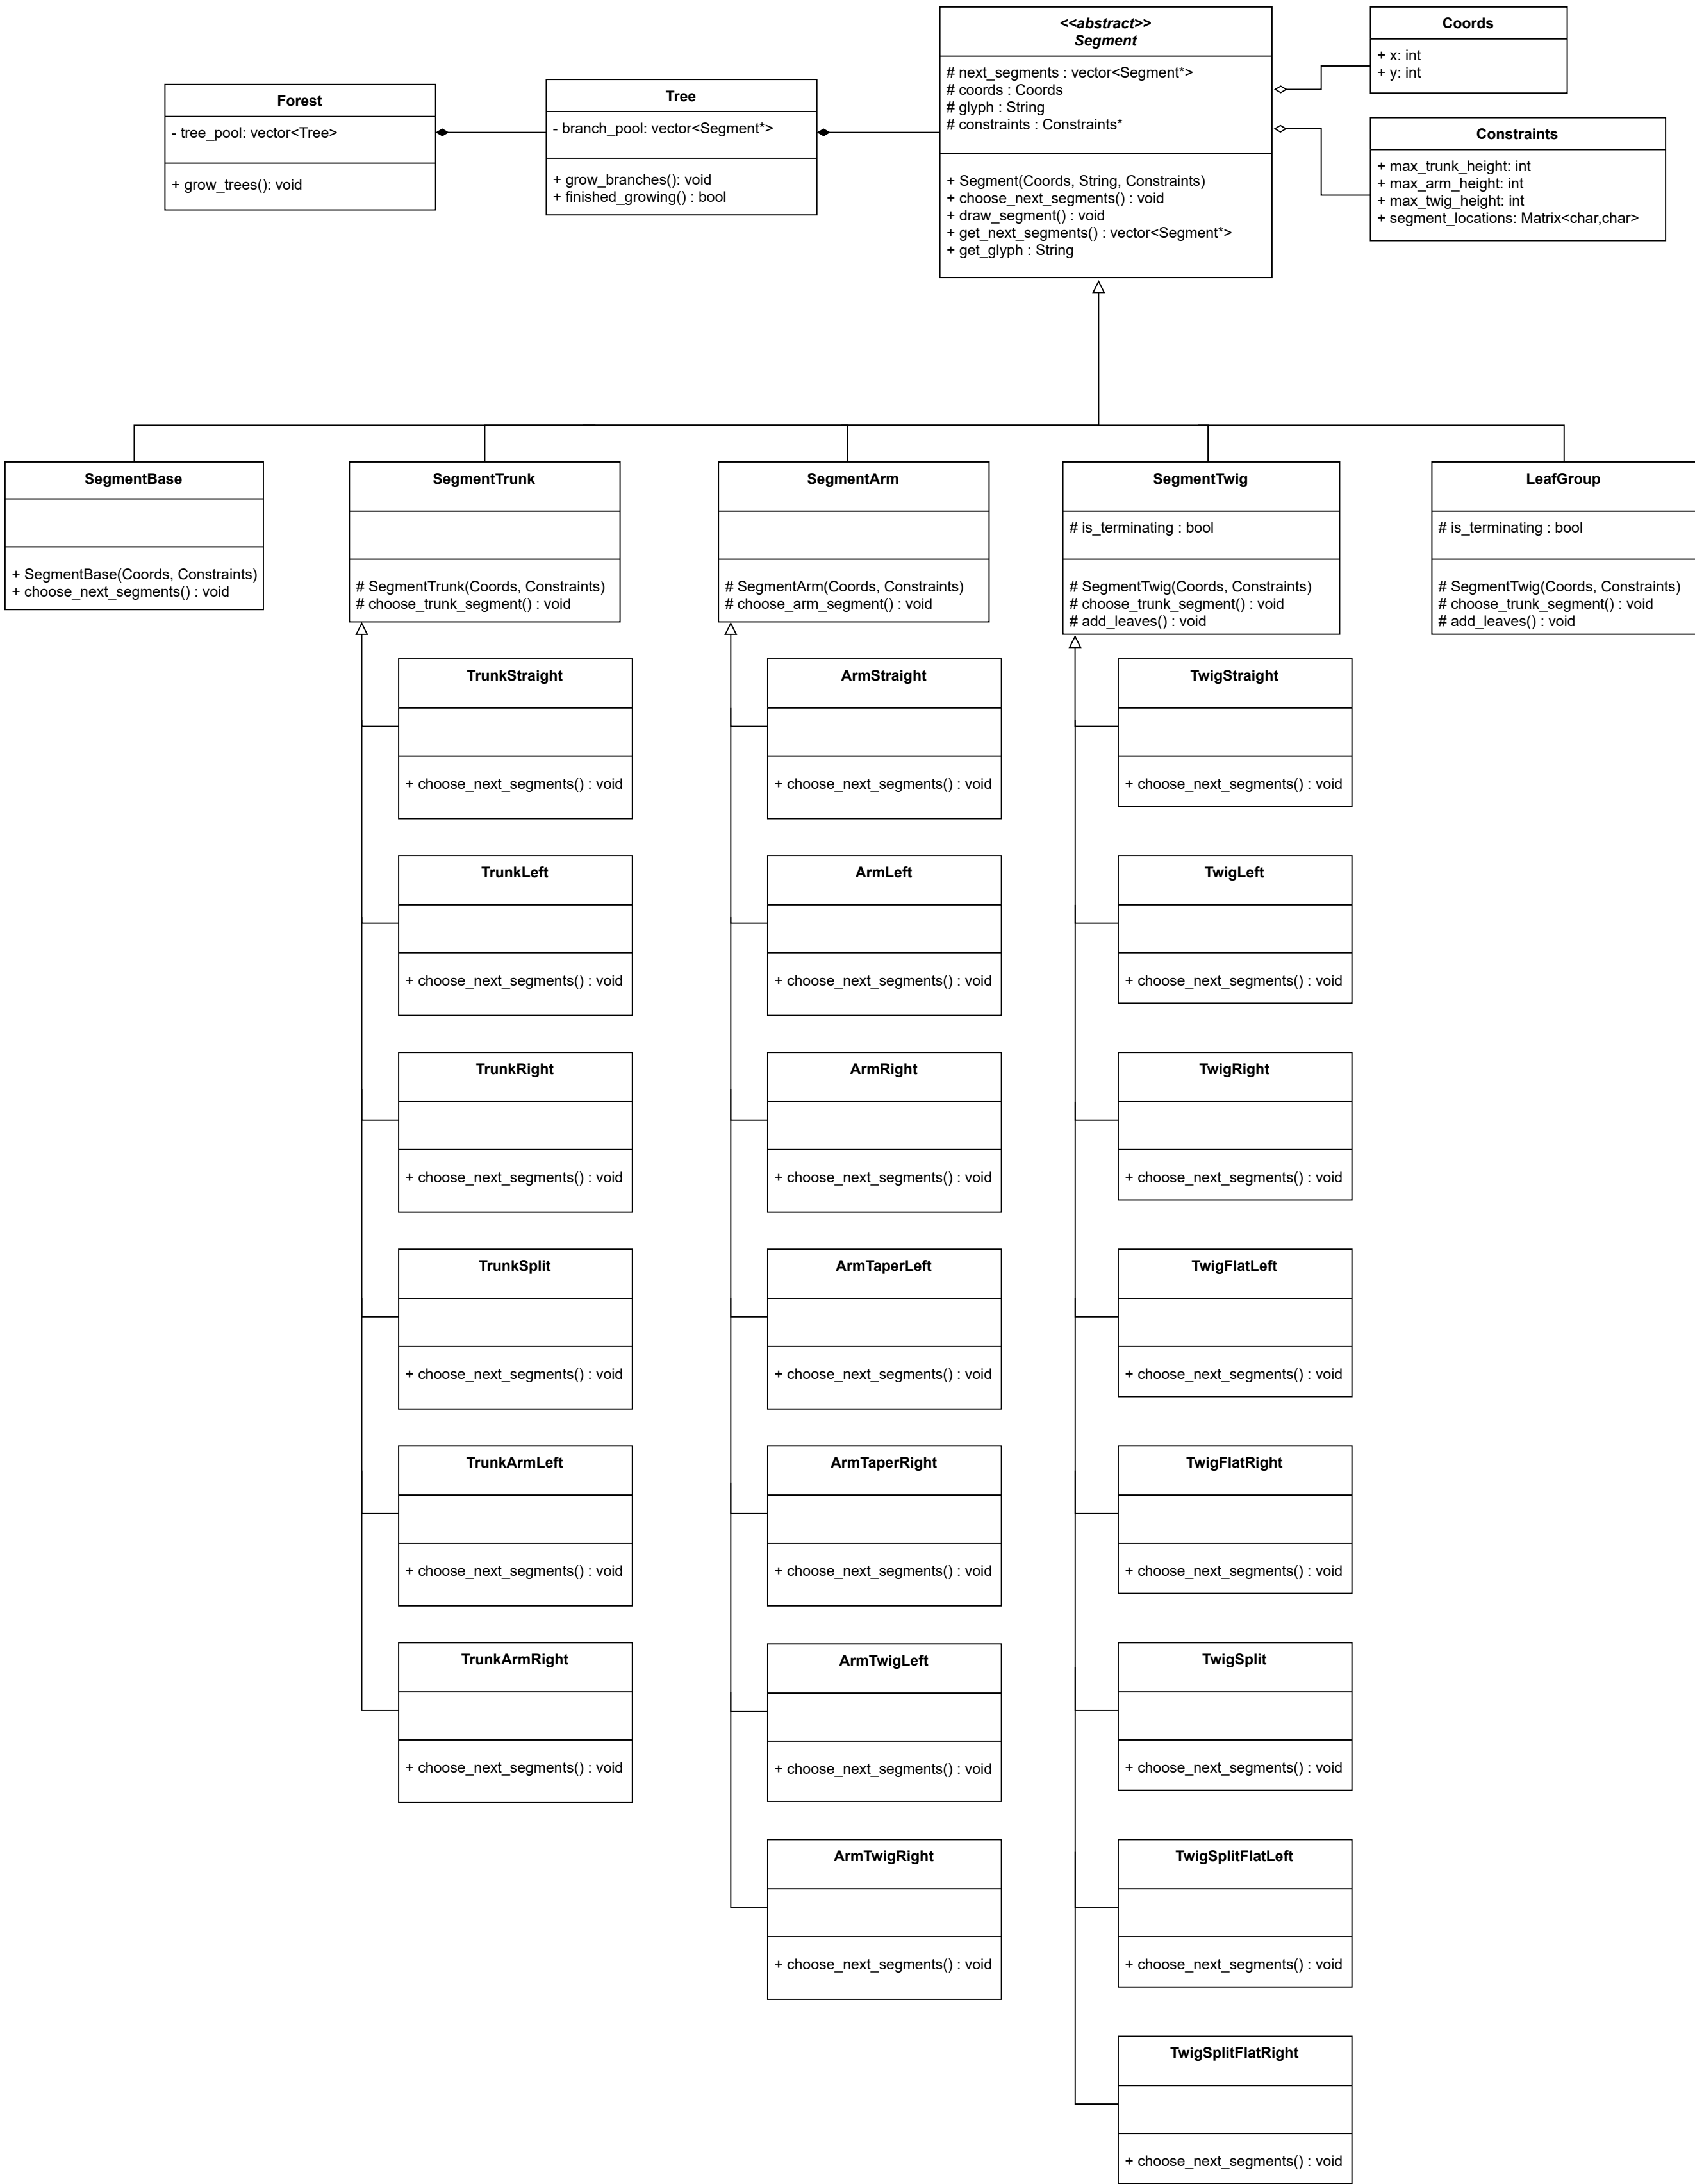 <<abstract>>
Segment
# next_segments : vector<Segment*>
# coords : Coords
# glyph : String
# constraints : Constraints*
+ Segment(Coords, String, Constraints)
+ choose_next_segments() : void
+ draw_segment() : void
+ get_next_segments() : vector<Segment*>
+ get_glyph : String
Coords
+ x: int
+ y: int
Forest
- tree_pool: vector<Tree>
+ grow_trees(): void
Tree
- branch_pool: vector<Segment*>
+ grow_branches(): void
+ finished_growing() : bool
Constraints
+ max_trunk_height: int
+ max_arm_height: int
+ max_twig_height: int
+ segment_locations: Matrix<char,char>
SegmentBase
+ SegmentBase(Coords, Constraints)
+ choose_next_segments() : void
SegmentTrunk
# SegmentTrunk(Coords, Constraints)
# choose_trunk_segment() : void
SegmentArm
# SegmentArm(Coords, Constraints)
# choose_arm_segment() : void
SegmentTwig
# is_terminating : bool
# SegmentTwig(Coords, Constraints)
# choose_trunk_segment() : void
# add_leaves() : void
LeafGroup
# is_terminating : bool
# SegmentTwig(Coords, Constraints)
# choose_trunk_segment() : void
# add_leaves() : void
TrunkStraight
+ choose_next_segments() : void
TrunkLeft
+ choose_next_segments() : void
TrunkRight
+ choose_next_segments() : void
TrunkSplit
+ choose_next_segments() : void
TrunkArmLeft
+ choose_next_segments() : void
TrunkArmRight
+ choose_next_segments() : void
ArmStraight
+ choose_next_segments() : void
ArmLeft
+ choose_next_segments() : void
ArmRight
+ choose_next_segments() : void
ArmTaperLeft
+ choose_next_segments() : void
ArmTaperRight
+ choose_next_segments() : void
ArmTwigLeft
+ choose_next_segments() : void
ArmTwigRight
+ choose_next_segments() : void
TwigStraight
+ choose_next_segments() : void
TwigLeft
+ choose_next_segments() : void
TwigRight
+ choose_next_segments() : void
TwigFlatLeft
+ choose_next_segments() : void
TwigFlatRight
+ choose_next_segments() : void
TwigSplit
+ choose_next_segments() : void
TwigSplitFlatLeft
+ choose_next_segments() : void
TwigSplitFlatRight
+ choose_next_segments() : void